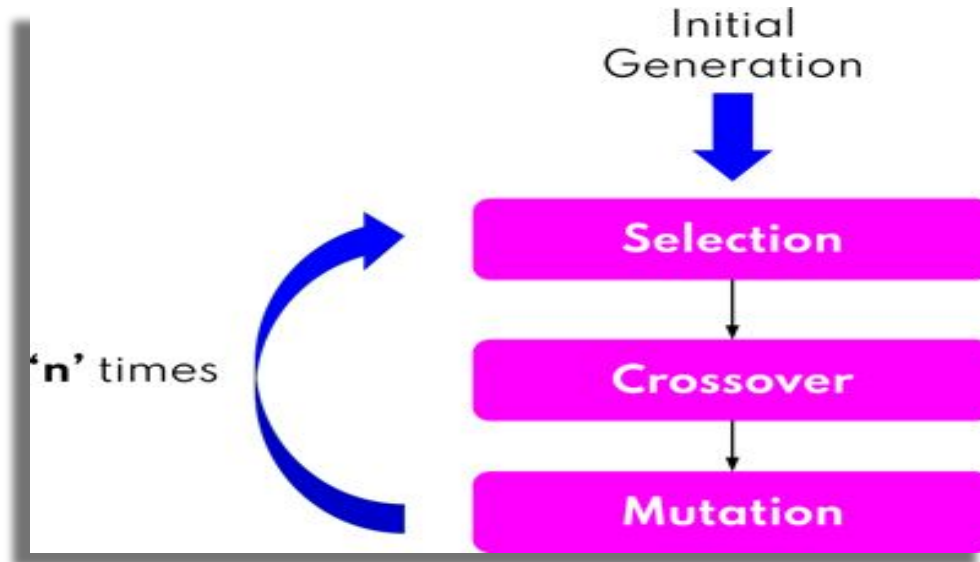 Initial
Generation
Selection
‘n’ times
Crossover
Mutation